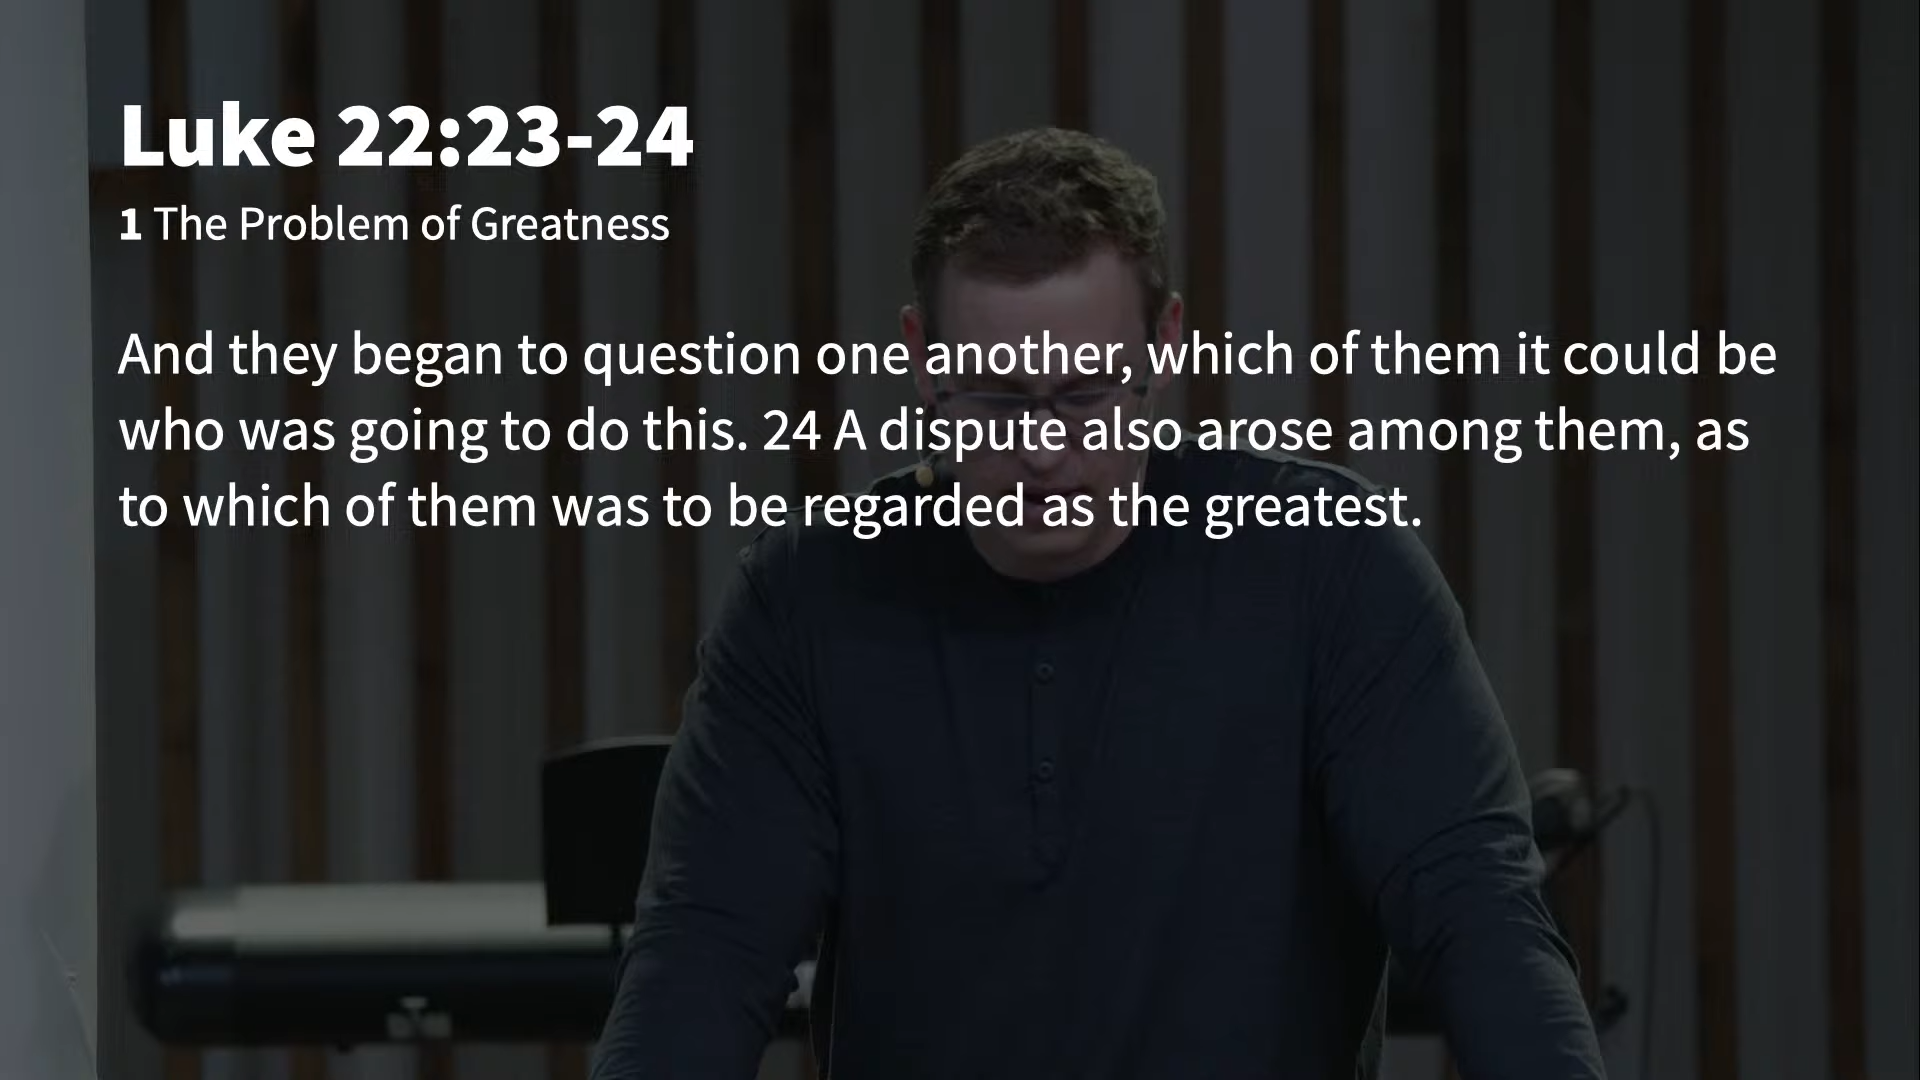 Luke 22:23-24
1 The Problem of Greatness
And they began to question one another, which of them it could be
who was going to do this. 24 A dispute also arose among them, as
to which of them was to be regarded as the greatest.